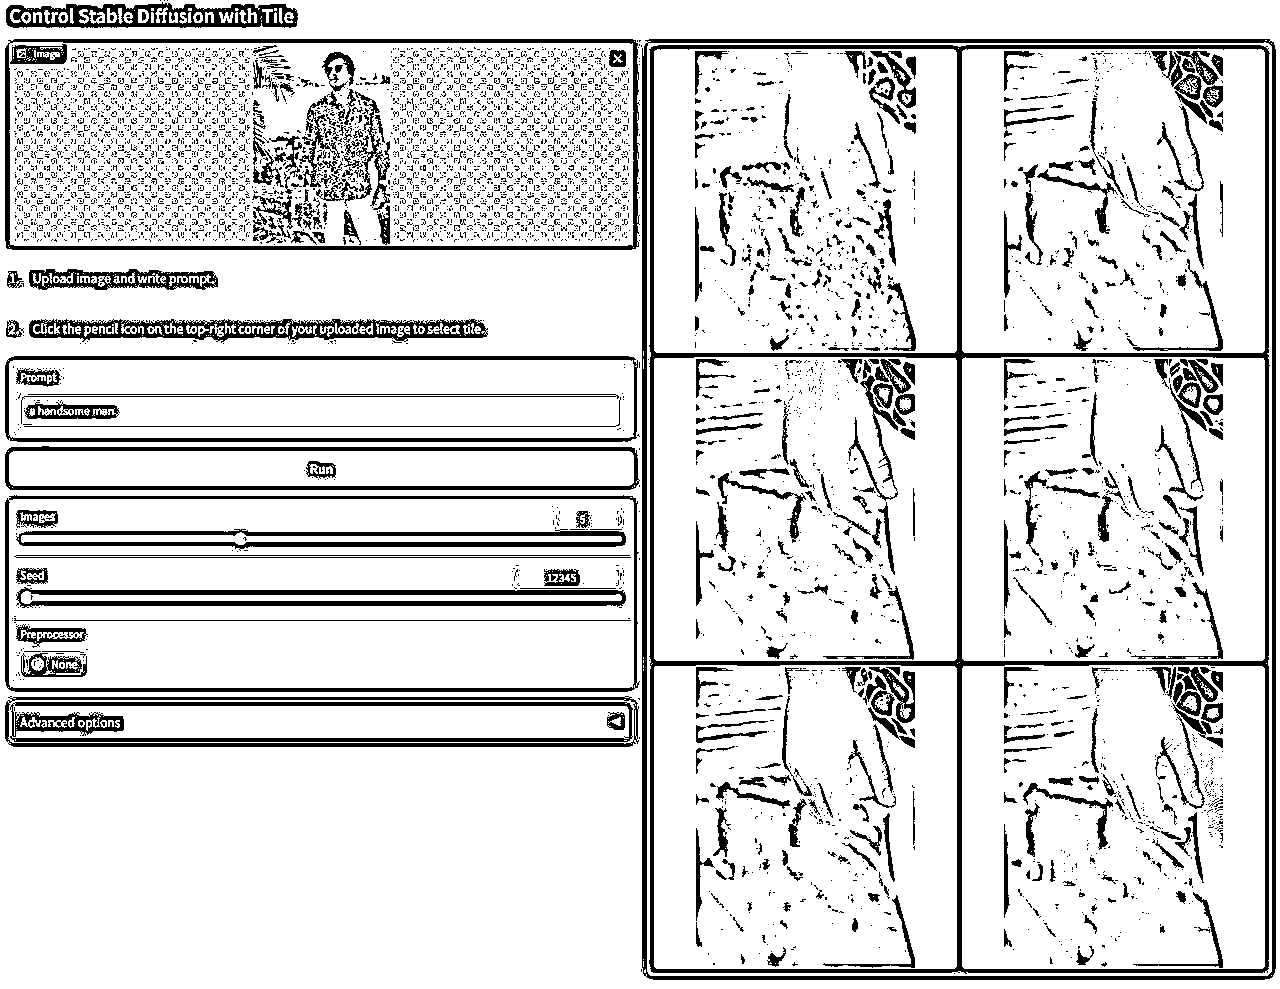 Control Stable Diffusion with Tile
Image
1. Upload image and write prompt.
2. Click the pencil icon on the top-right corner of your uploaded image to select tile.
Prompt
a handsome man
Run
Images
Seed
12345
Preprocessor
None
Advanced options